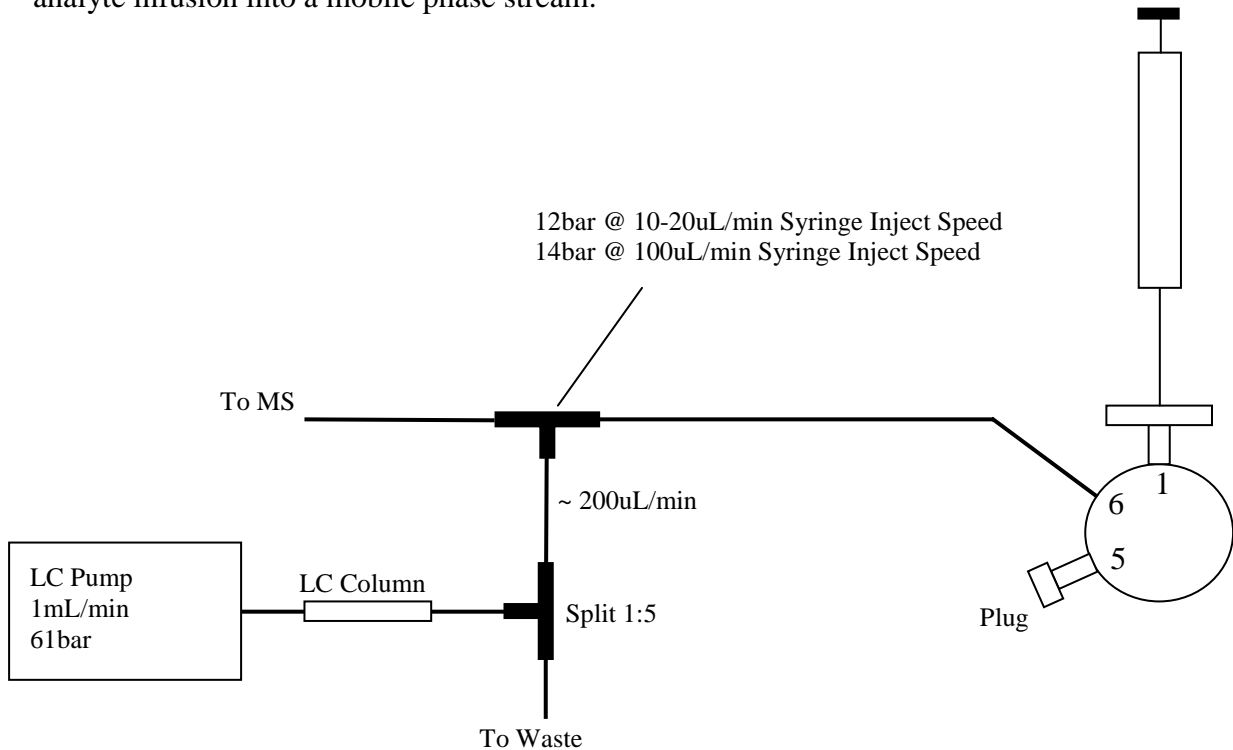 analyte infusion into a mobile phase stream.
12bar @ 10-20uL/min Syringe Inject Speed
14bar @ 100uL/min Syringe Inject Speed
To MS
1
6
~ 200uL/min
5
LC Pump
1mL/min
61bar
LC Column
Split 1:5
Plug
To Waste